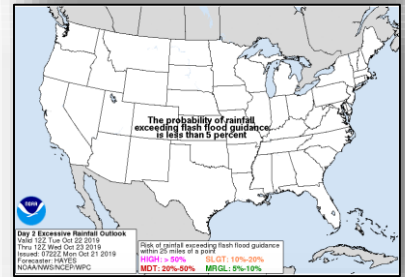 The probability of rainfall
exceeding flash flood guidance
is less than 5 percent
Day 2 Excessive Rainfall Outlook
Valid 12Z Tue Oct 22 2019
Thru 12Z Wed Oct 23 2019
Issued: 0722Z Mon Oct 21 2019
Forecaster: HAYES
NOAA/NWS/NCEP/WPC
Risk of rainfall exceeding flash flood guidance
within 25 miles of a point
HIGH: > 50% SLGT: 10%-20%
MDT: 20%-50% MRGL: 5%-10%